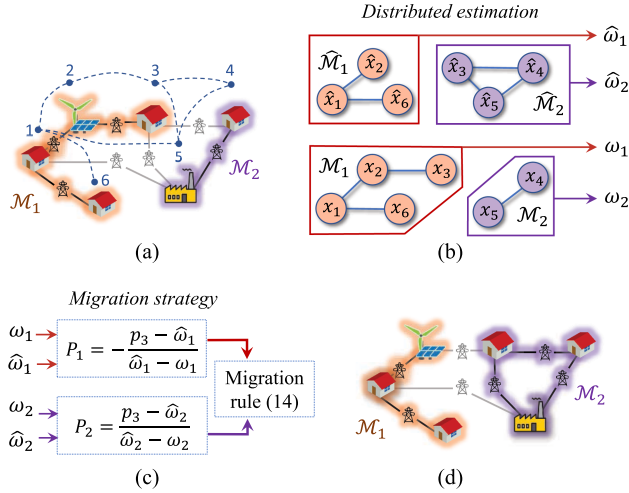 Distributed estimation
2
3
4
1
5
6
ℳ₁
ℳ₂
(a)
ℳ̂₁
x̂₂
x̂₁
x̂₆
x̂₃
x̂₄
x̂₅
ℳ̂₂
ω̂₁
ω̂₂
ℳ₁
x₂
x₃
x₁
x₆
x₄
x₅
ℳ₂
ω₁
ω₂
(b)
Migration strategy
ω₁
ω̂₁
P₁ = − (p₃ − ω̂₁) / (ω̂₁ − ω₁)
ω₂
ω̂₂
P₂ = (p₃ − ω̂₂) / (ω̂₂ − ω₂)
Migration
rule (14)
(c)
ℳ₁
ℳ₂
(d)